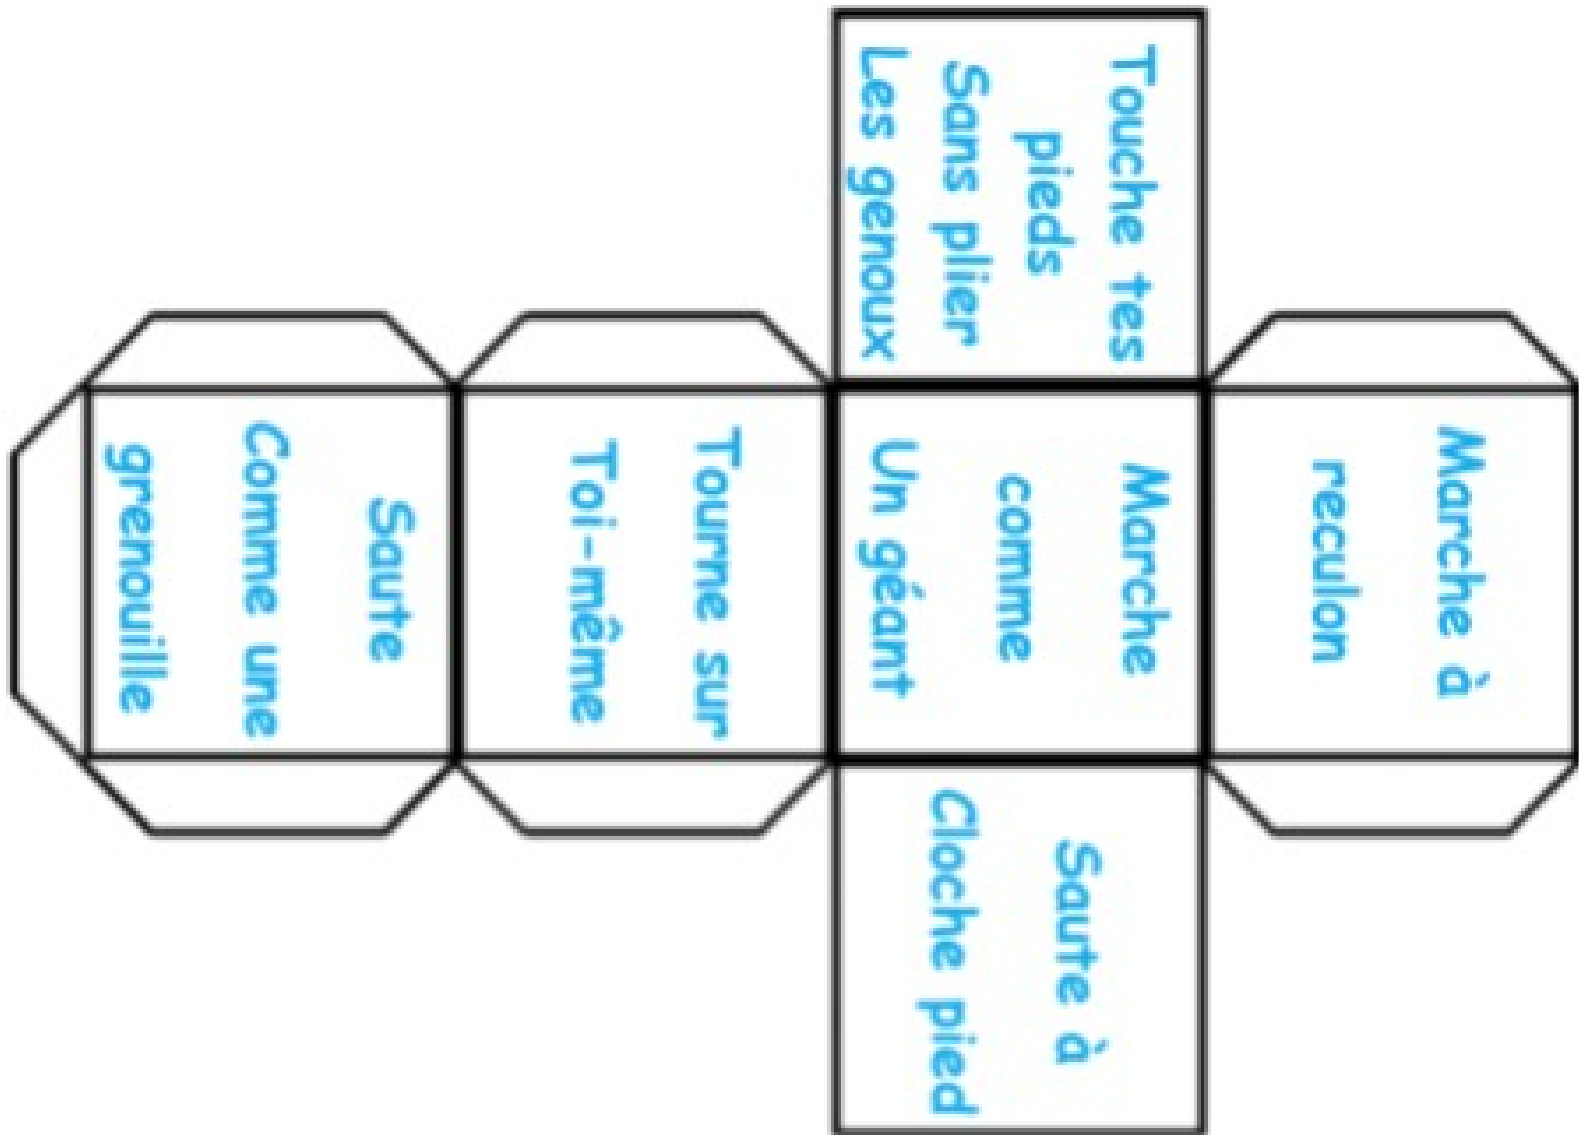 Marche à
reculon
Touche tes
pieds
Sans plier
Les genoux
Marche
comme
Un géant
Saute à
Cloche pied
Tourne sur
Toi-même
Saute
Comme une
grenouille